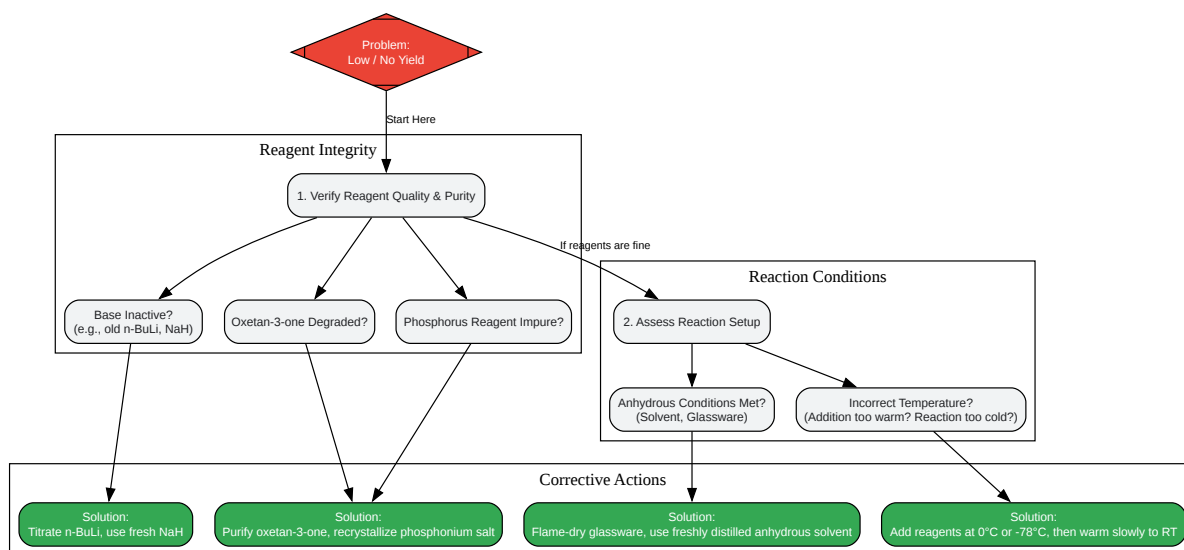 Problem:
Low / No Yield
Start Here
Reagent Integrity
1. Verify Reagent Quality & Purity
If reagents are fine
Reaction Conditions
Base Inactive?
(e.g., old n-BuLi, NaH)
Oxetan-3-one Degraded?
Phosphorus Reagent Impure?
2. Assess Reaction Setup
Anhydrous Conditions Met?
(Solvent, Glassware)
Incorrect Temperature?
(Addition too warm? Reaction too cold?)
Corrective Actions
Solution:
Titrate n-BuLi, use fresh NaH
Solution:
Purify oxetan-3-one, recrystallize phosphonium salt
Solution:
Flame-dry glassware, use freshly distilled anhydrous solvent
Solution:
Add reagents at 0°C or -78°C, then warm slowly to RT